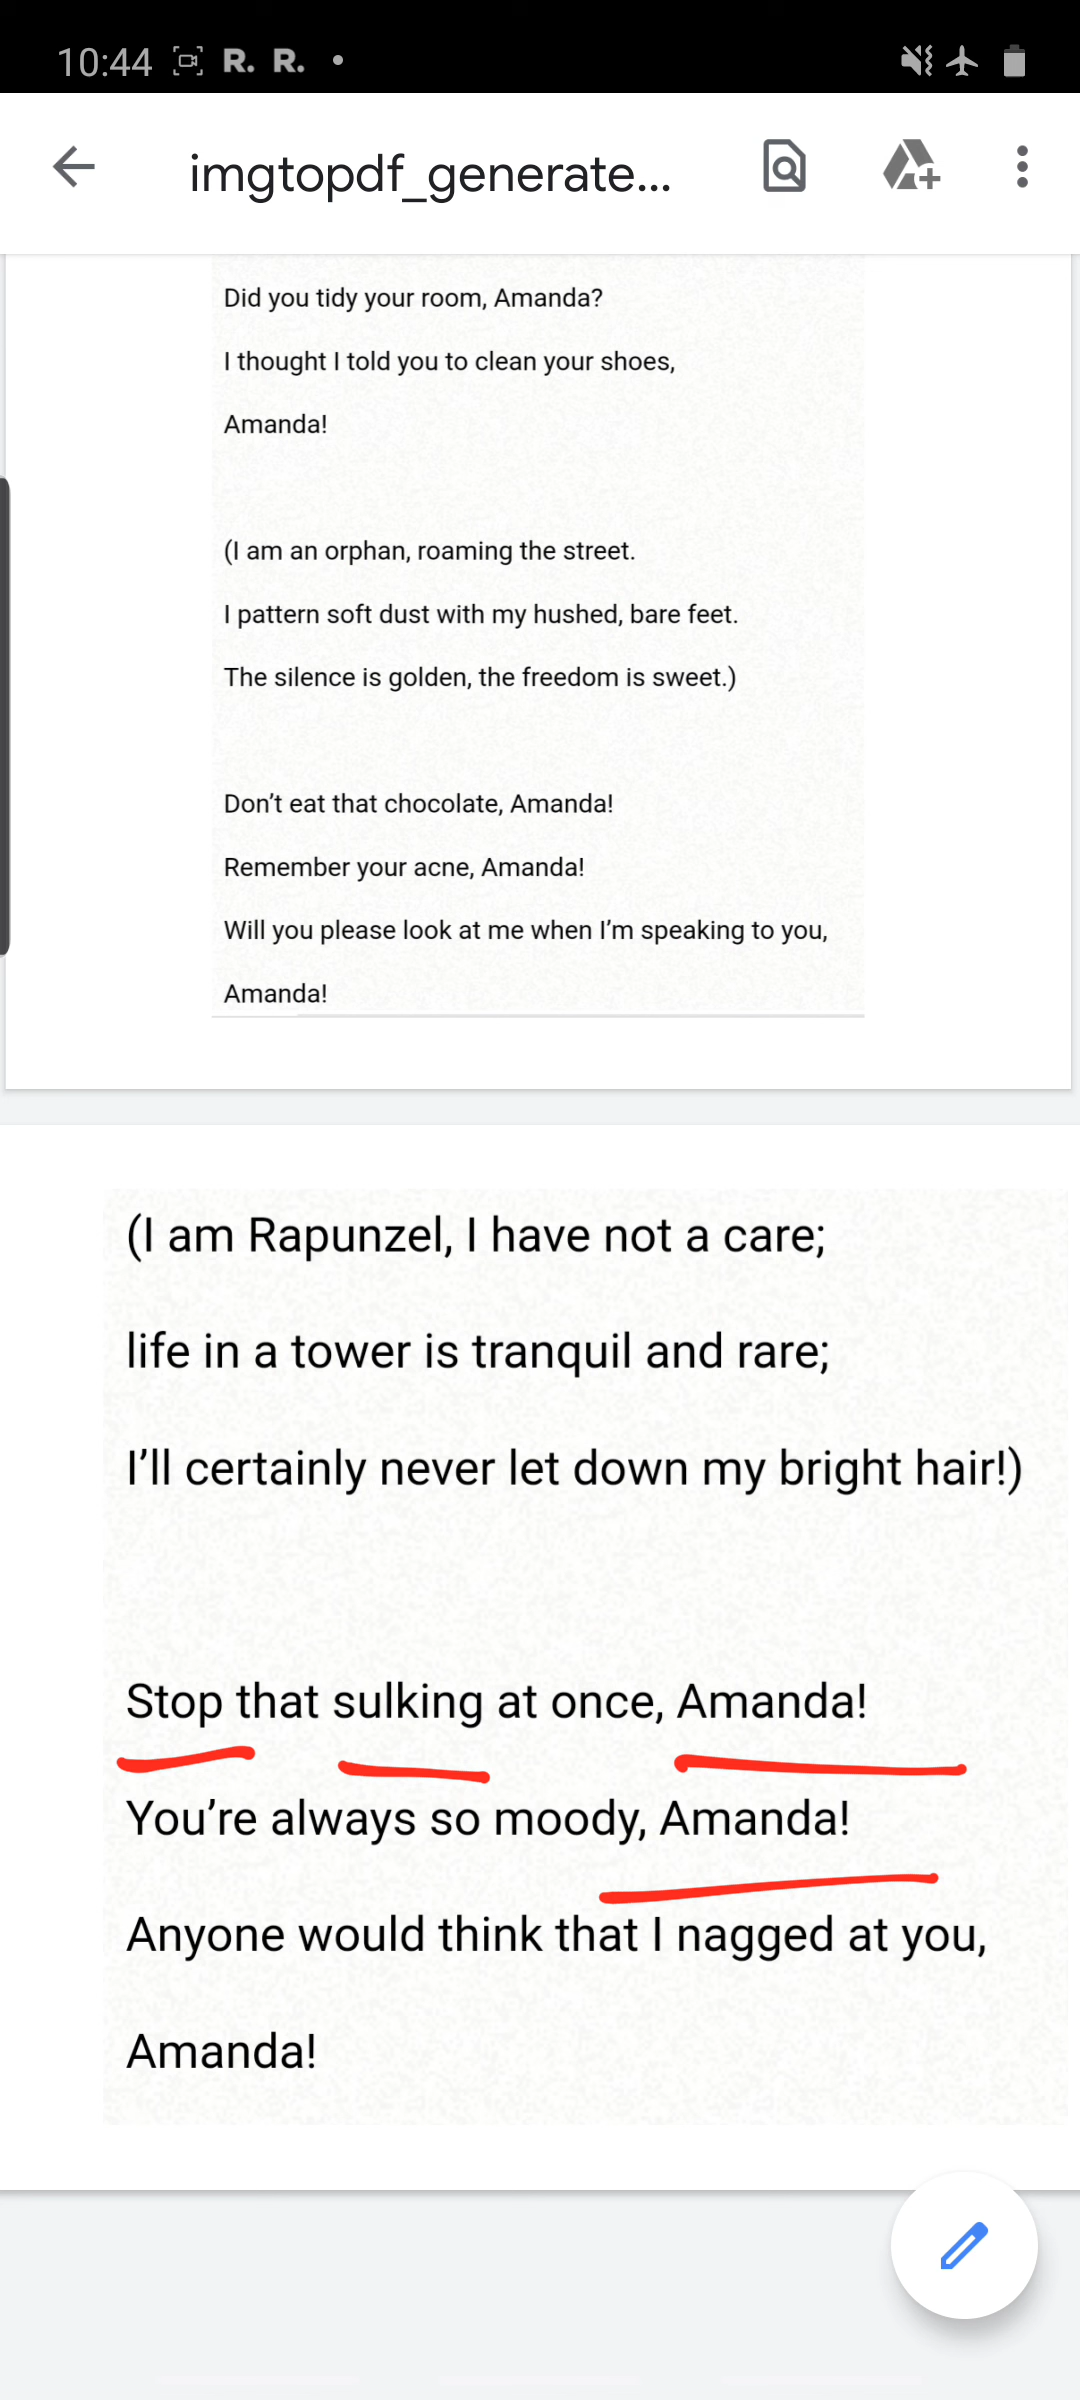 10:44 R. R.
imgtopdf_generate...
Did you tidy your room, Amanda?
I thought I told you to clean your shoes,
Amanda!
(I am an orphan, roaming the street.
I pattern soft dust with my hushed, bare feet.
The silence is golden, the freedom is sweet.)
Don’t eat that chocolate, Amanda!
Remember your acne, Amanda!
Will you please look at me when I’m speaking to you,
Amanda!
(I am Rapunzel, I have not a care;
life in a tower is tranquil and rare;
I’ll certainly never let down my bright hair!)
Stop that sulking at once, Amanda!
You’re always so moody, Amanda!
Anyone would think that I nagged at you,
Amanda!